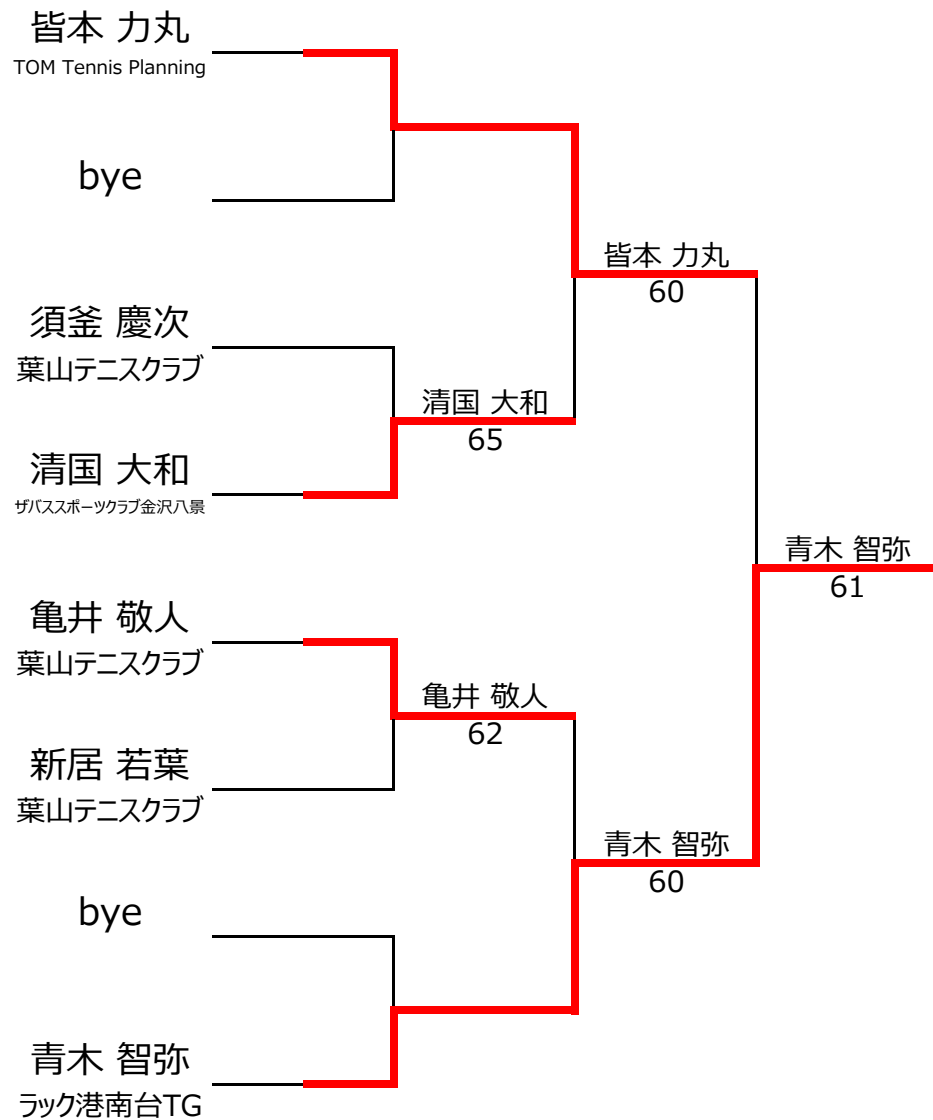 皆本 力丸
TOM Tennis Planning
bye
皆本 力丸
60
須釜 慶次
葉山テニスクラブ
清国 大和
65
清国 大和
ザバススポーツクラブ金沢八景
青木 智弥
61
亀井 敬人
葉山テニスクラブ
亀井 敬人
62
新居 若葉
葉山テニスクラブ
青木 智弥
60
bye
青木 智弥
ラック港南台TG